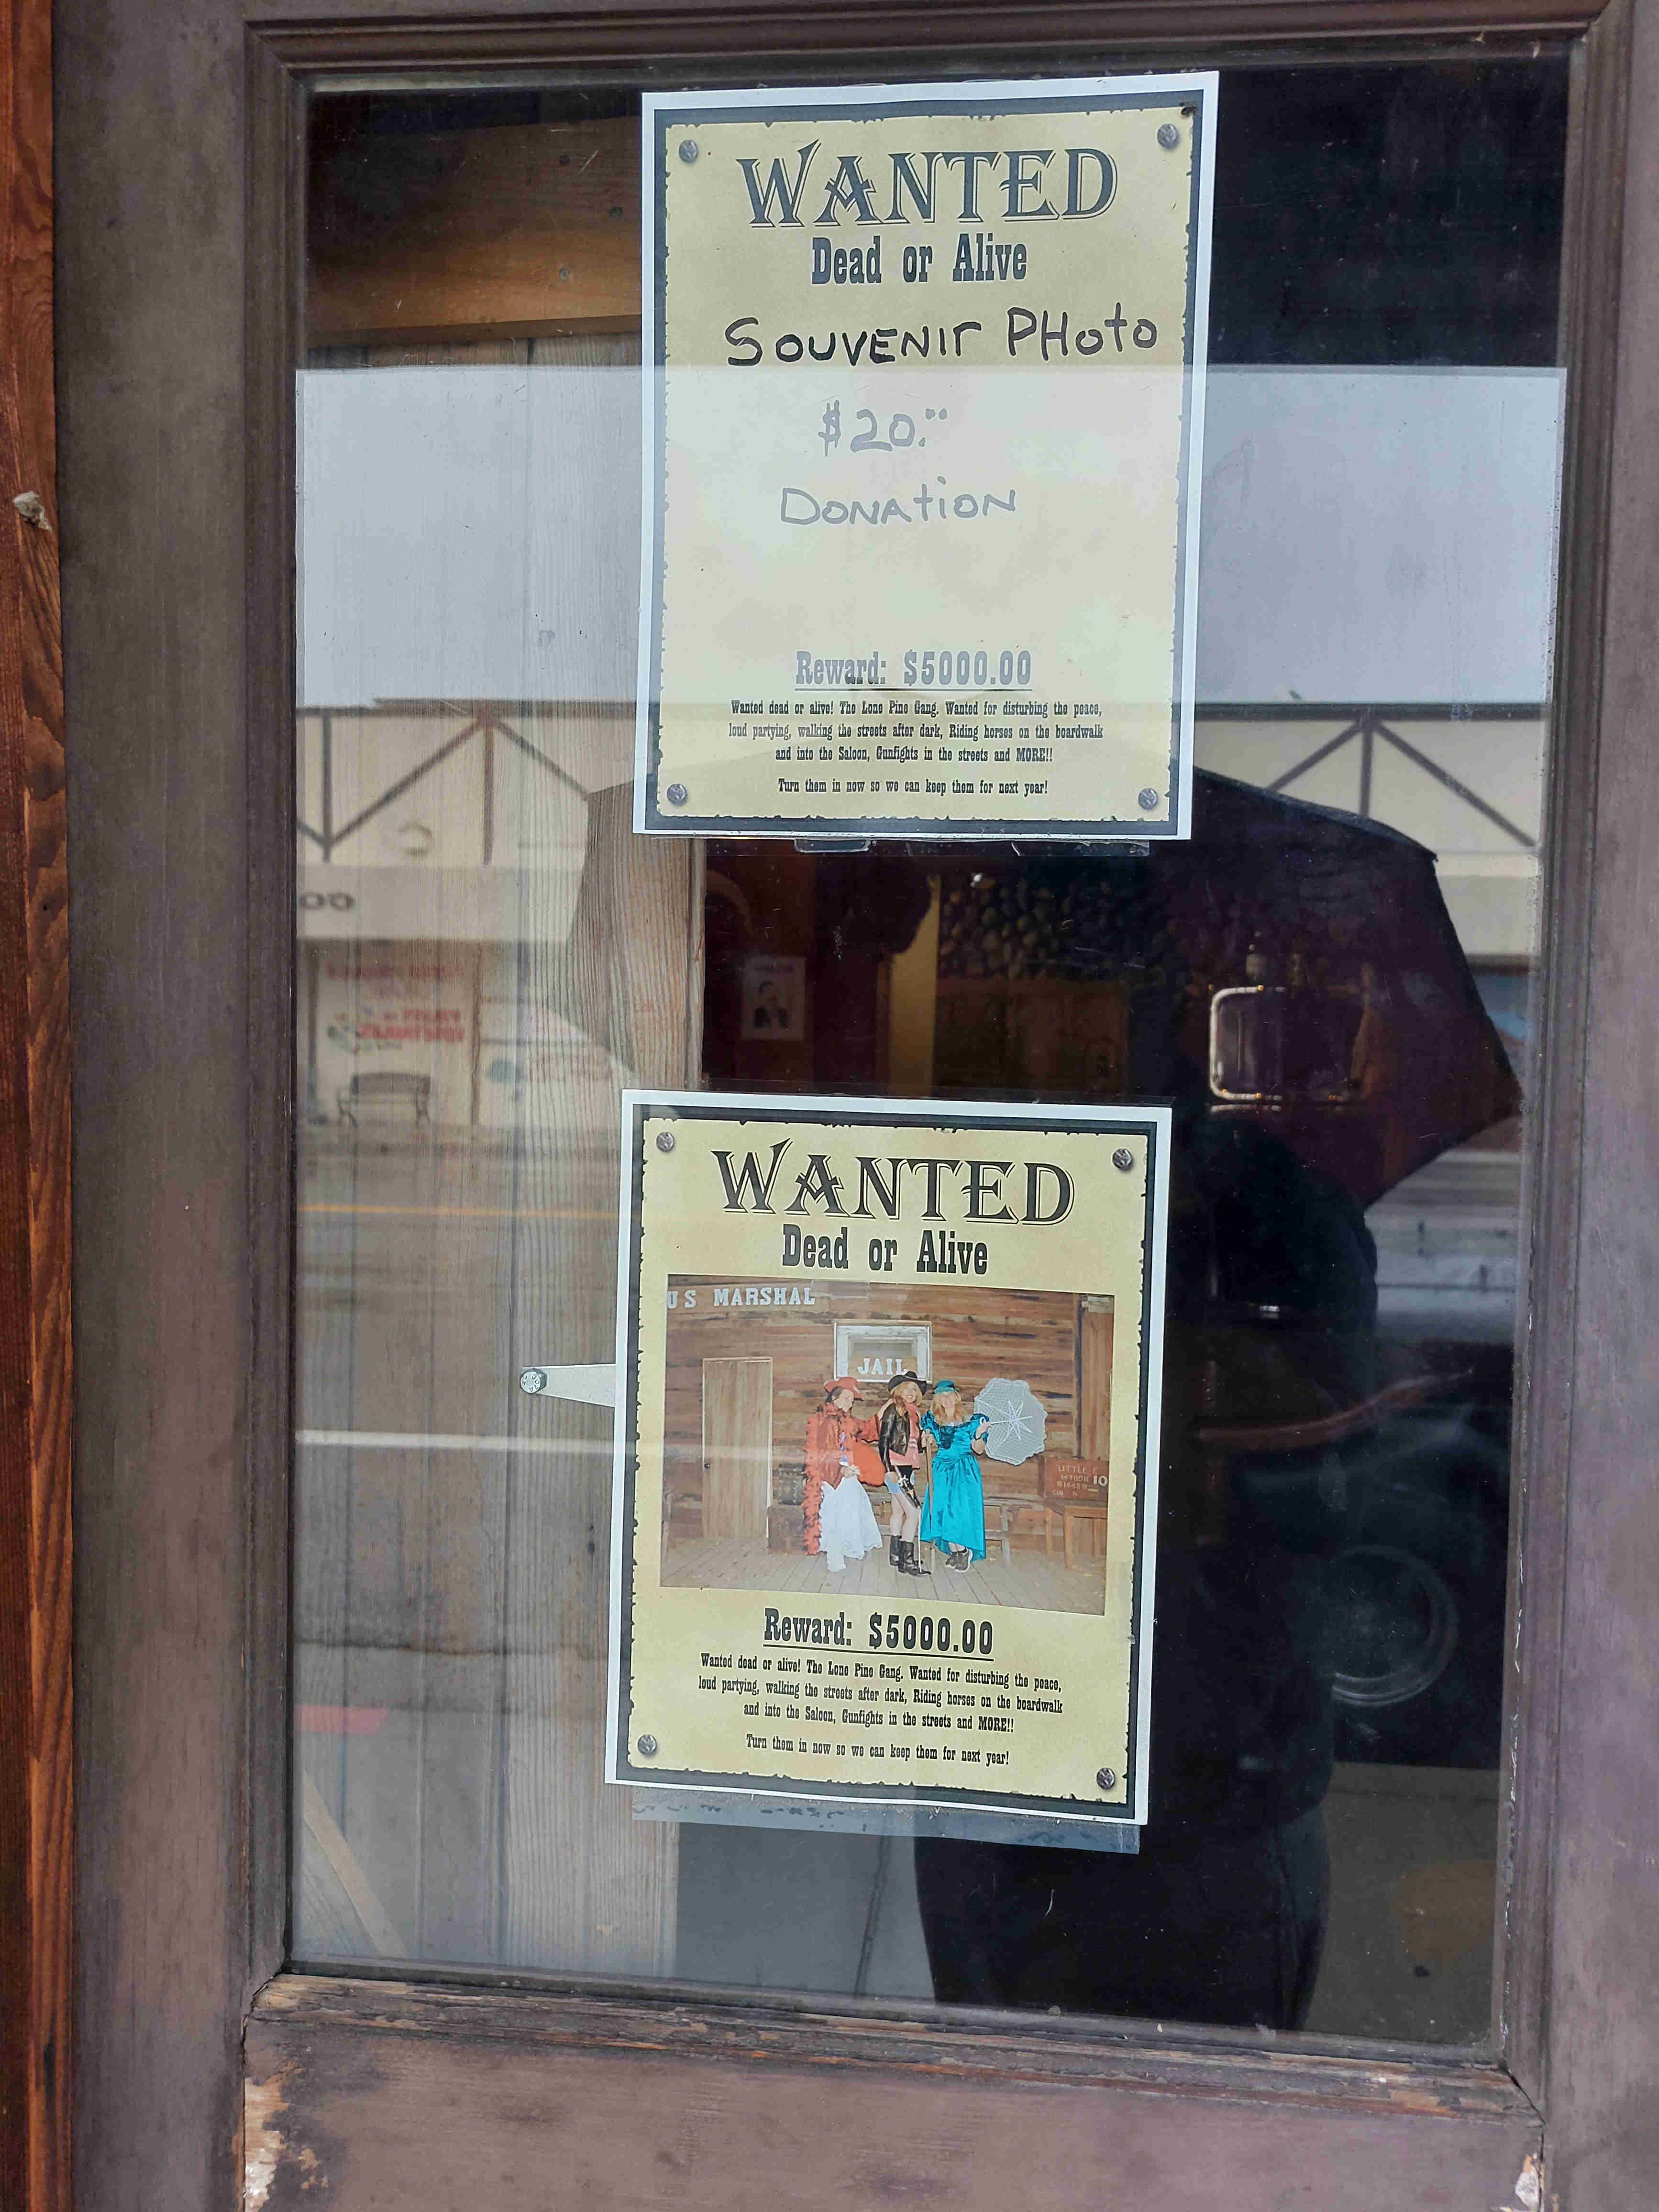 WANTED
Dead or Alive
SOUVENIR PHOTO
$20.00
DONATION
Reward: $5000.00
Wanted dead or alive! The Lone Pine Gang. Wanted for disturbing the peace,
loud partying, walking the streets after dark, Riding horses on the boardwalk
and into the Saloon, Gunfights in the streets and MORE!!
Turn them in now so we can keep them for next year!
WANTED
Dead or Alive
US MARSHAL
JAIL
LITTLE
10
Reward: $5000.00
Wanted dead or alive! The Lone Pine Gang. Wanted for disturbing the peace,
loud partying, walking the streets after dark, Riding horses on the boardwalk
and into the Saloon, Gunfights in the streets and MORE!!
Turn them in now so we can keep them for next year!